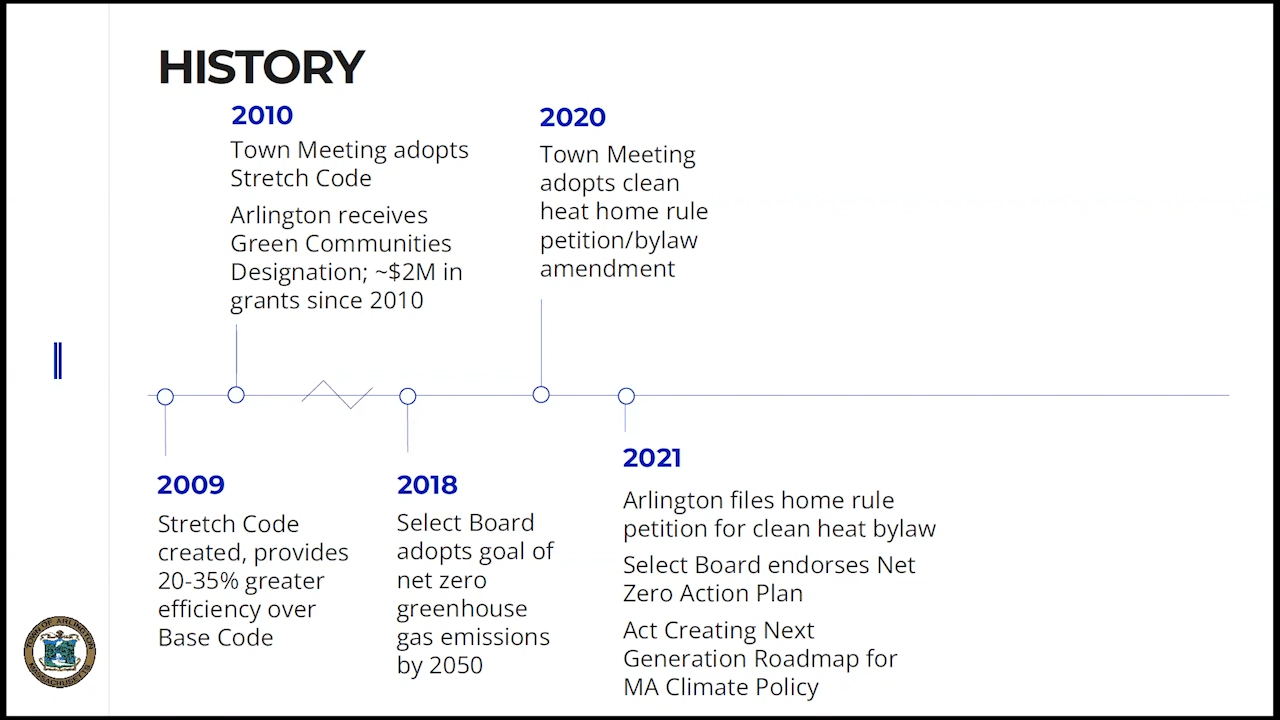 HISTORY
2010
Town Meeting adopts
Stretch Code
Arlington receives
Green Communities
Designation; ~$2M in
grants since 2010
2020
Town Meeting
adopts clean
heat home rule
petition/bylaw
amendment
2009
Stretch Code
created, provides
20-35% greater
efficiency over
Base Code
2018
Select Board
adopts goal of
net zero
greenhouse
gas emissions
by 2050
2021
Arlington files home rule
petition for clean heat bylaw
Select Board endorses Net
Zero Action Plan
Act Creating Next
Generation Roadmap for
MA Climate Policy
TOWN OF ARLINGTON
MASSACHUSETTS